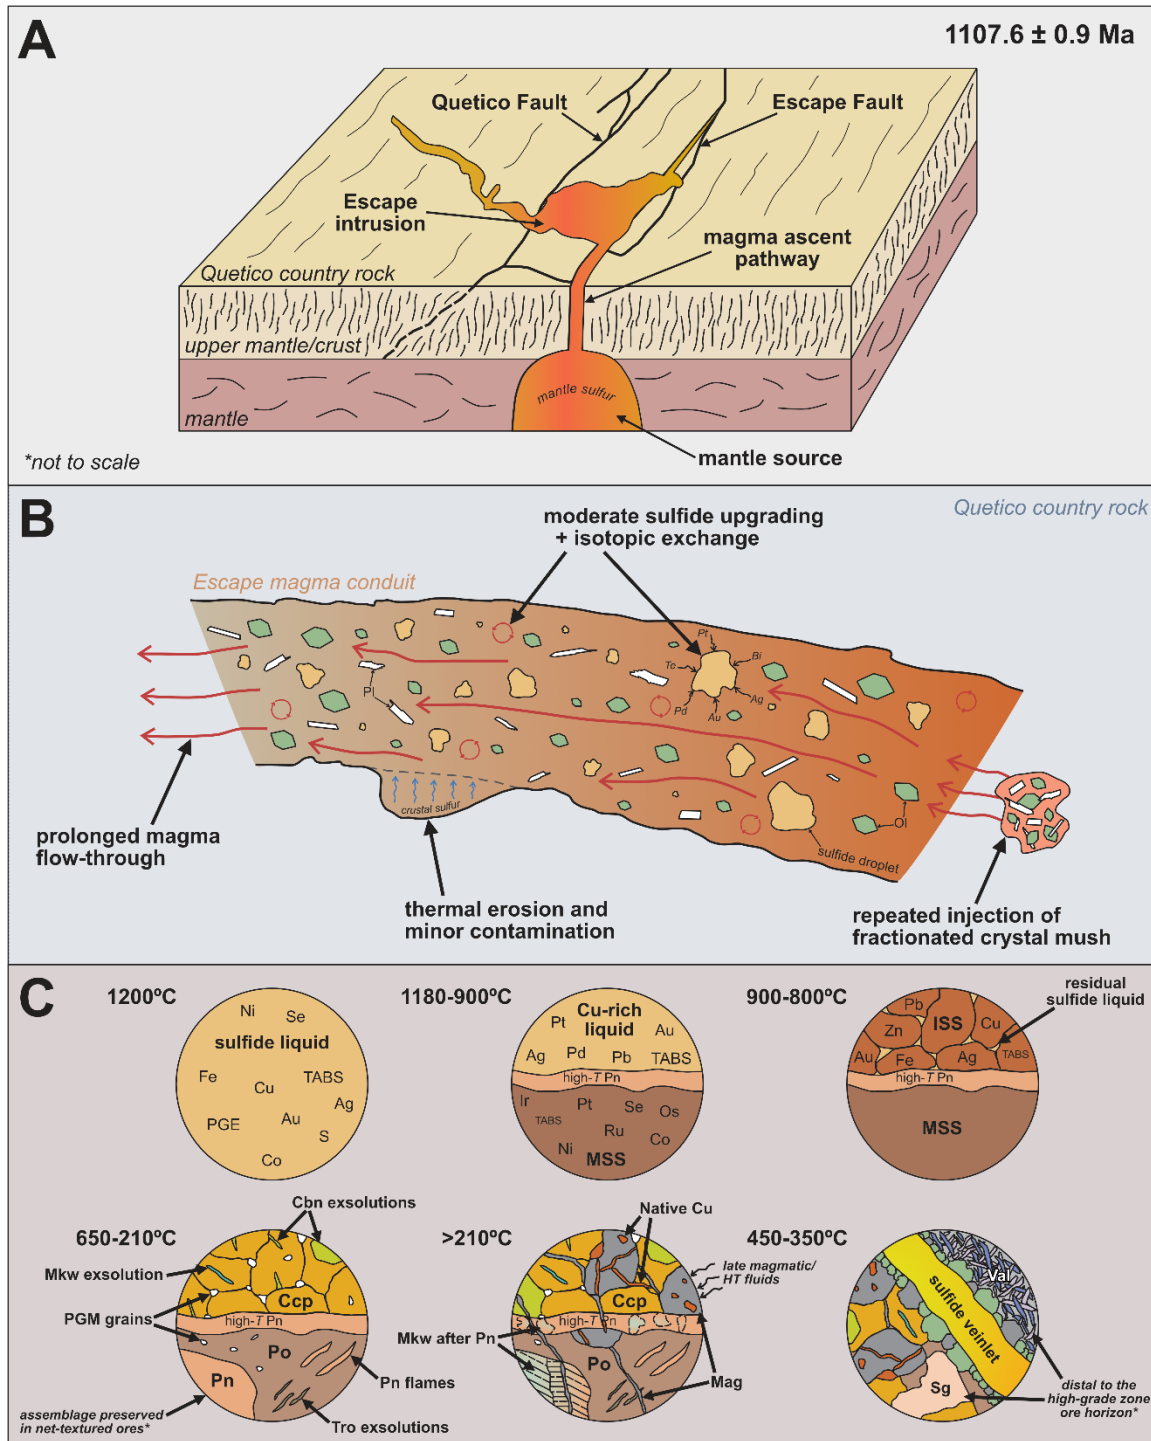 A
1107.6 ± 0.9 Ma
Quetico Fault
Escape Fault
Escape
intrusion
magma ascent
pathway
Quetico country rock
upper mantle/crust
mantle sulfur
mantle
*not to scale
mantle source
B
moderate sulfide upgrading
+ isotopic exchange
Quetico country rock
Escape magma conduit
Pt
Te
Bi
Ag
Pd
Au
Pl
crustal sulfur
Ol
sulfide droplet
prolonged magma
flow-through
thermal erosion and
minor contamination
repeated injection of
fractionated crystal mush
C
1200ºC
Ni
Se
sulfide liquid
Fe
Cu
TABS
Ag
PGE
Au
S
Co
1180-900ºC
Cu-rich
liquid
Pt
Au
Ag
Pd
Pb
TABS
high-T Pn
Ir
Pt
Se
Os
TABS
Ru
Ni
Co
MSS
900-800ºC
residual
sulfide liquid
Pb
Zn
ISS
Cu
Au
Fe
Ag
TABS
high-T Pn
MSS
650-210ºC
Cbn exsolutions
Mkw exsolution
PGM grains
Ccp
high-T Pn
Po
Pn
Pn flames
assemblage preserved
in net-textured ores*
Tro exsolutions
>210ºC
Native Cu
late magmatic/
HT fluids
Ccp
high-T Pn
Mkw after Pn
Po
Mag
450-350ºC
Val
sulfide veinlet
Sg
distal to the
high-grade zone
ore horizon*